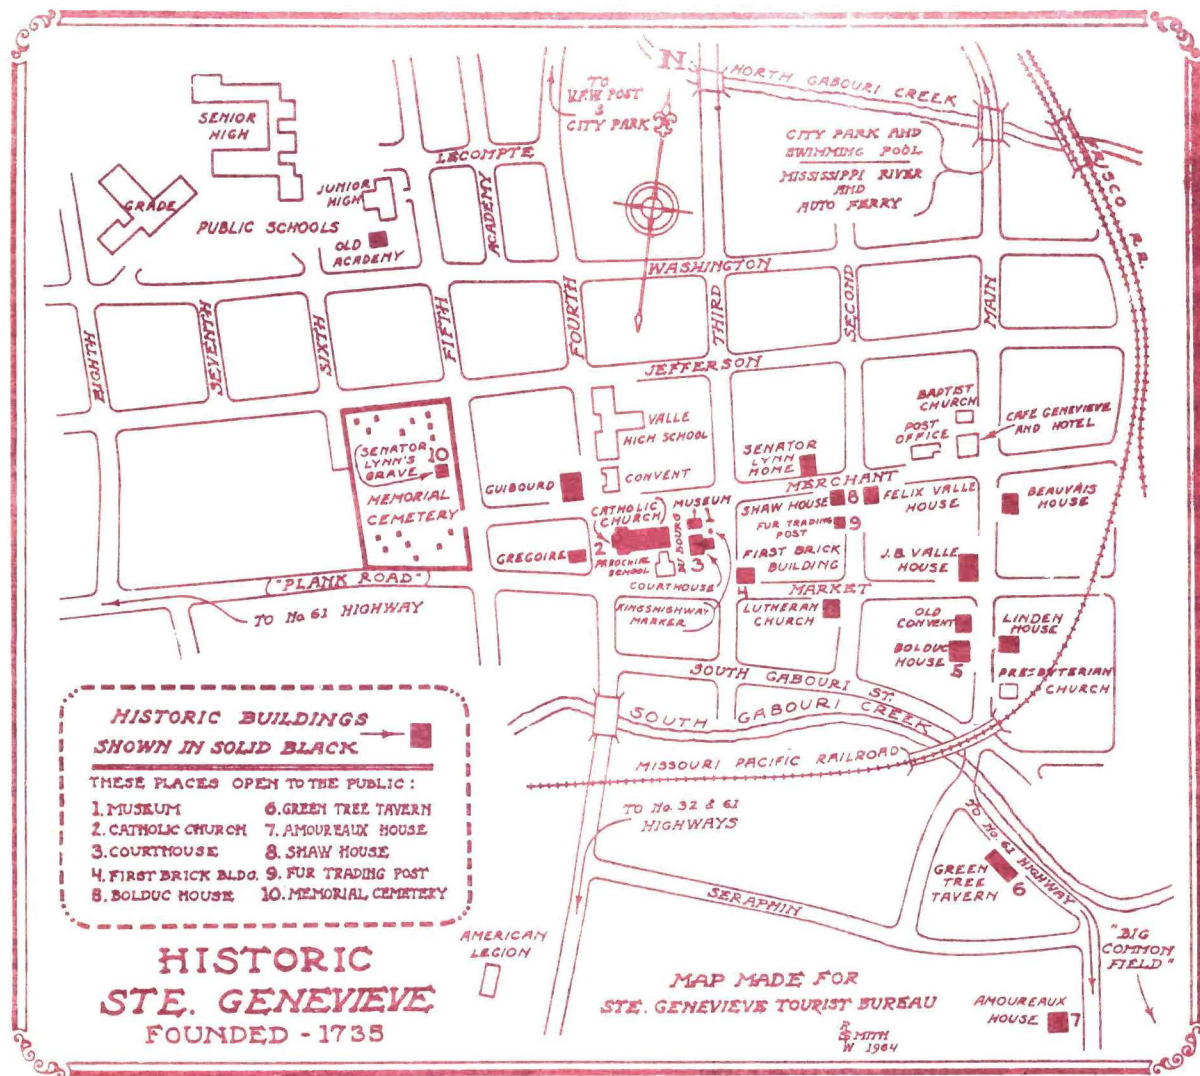 N
NORTH GABOURI CREEK
TO
V.F.W. POST
&
CITY PARK
CITY PARK AND
SWIMMING POOL
MISSISSIPPI RIVER
AND
AUTO FERRY
FRISCO R.R.
SENIOR
HIGH
LECOMPTE
GRADE
JUNIOR
HIGH
PUBLIC SCHOOLS
OLD
ACADEMY
ACADEMY
WASHINGTON
EIGHTH
SEVENTH
SIXTH
FIFTH
FOURTH
THIRD
SECOND
MAIN
JEFFERSON
SENATOR
LYNN'S
GRAVE
10
MEMORIAL
CEMETERY
VALLE
HIGH SCHOOL
CONVENT
GUIBOURD
SENATOR
LYNN
HOME
BAPTIST
CHURCH
POST
OFFICE
CAFE GENEVIEVE
AND HOTEL
MERCHANT
SHAW HOUSE
8
FELIX VALLE
HOUSE
BEAUVAIS
HOUSE
FUR TRADING
POST
9
CATHOLIC
CHURCH
2
MUSEUM
1
DU BOURG
3
GREGOIRE
PAROCHIAL
SCHOOL
COURTHOUSE
KINGSHIGHWAY
MARKER
FIRST BRICK
BUILDING
4
J.B. VALLE
HOUSE
MARKET
LUTHERAN
CHURCH
OLD
CONVENT
BOLDUC
HOUSE
5
LINDEN
HOUSE
PRESBYTERIAN
CHURCH
("PLANK ROAD")
TO No 61 HIGHWAY
SOUTH GABOURI ST.
SOUTH GABOURI CREEK
MISSOURI PACIFIC RAILROAD
TO No. 32 & 61
HIGHWAYS
TO No. 61 HIGHWAY
GREEN
TREE
TAVERN
6
SERAPHIN
"BIG
COMMON
FIELD"
AMOUREAUX
HOUSE
7
AMERICAN
LEGION
HISTORIC BUILDINGS
SHOWN IN SOLID BLACK
THESE PLACES OPEN TO THE PUBLIC:
1. MUSEUM
2. CATHOLIC CHURCH
3. COURTHOUSE
4. FIRST BRICK BLDG.
5. BOLDUC HOUSE
6. GREEN TREE TAVERN
7. AMOUREAUX HOUSE
8. SHAW HOUSE
9. FUR TRADING POST
10. MEMORIAL CEMETERY
HISTORIC
STE. GENEVIEVE
FOUNDED - 1735
MAP MADE FOR
STE. GENEVIEVE TOURIST BUREAU
R
SMITH
W 1964